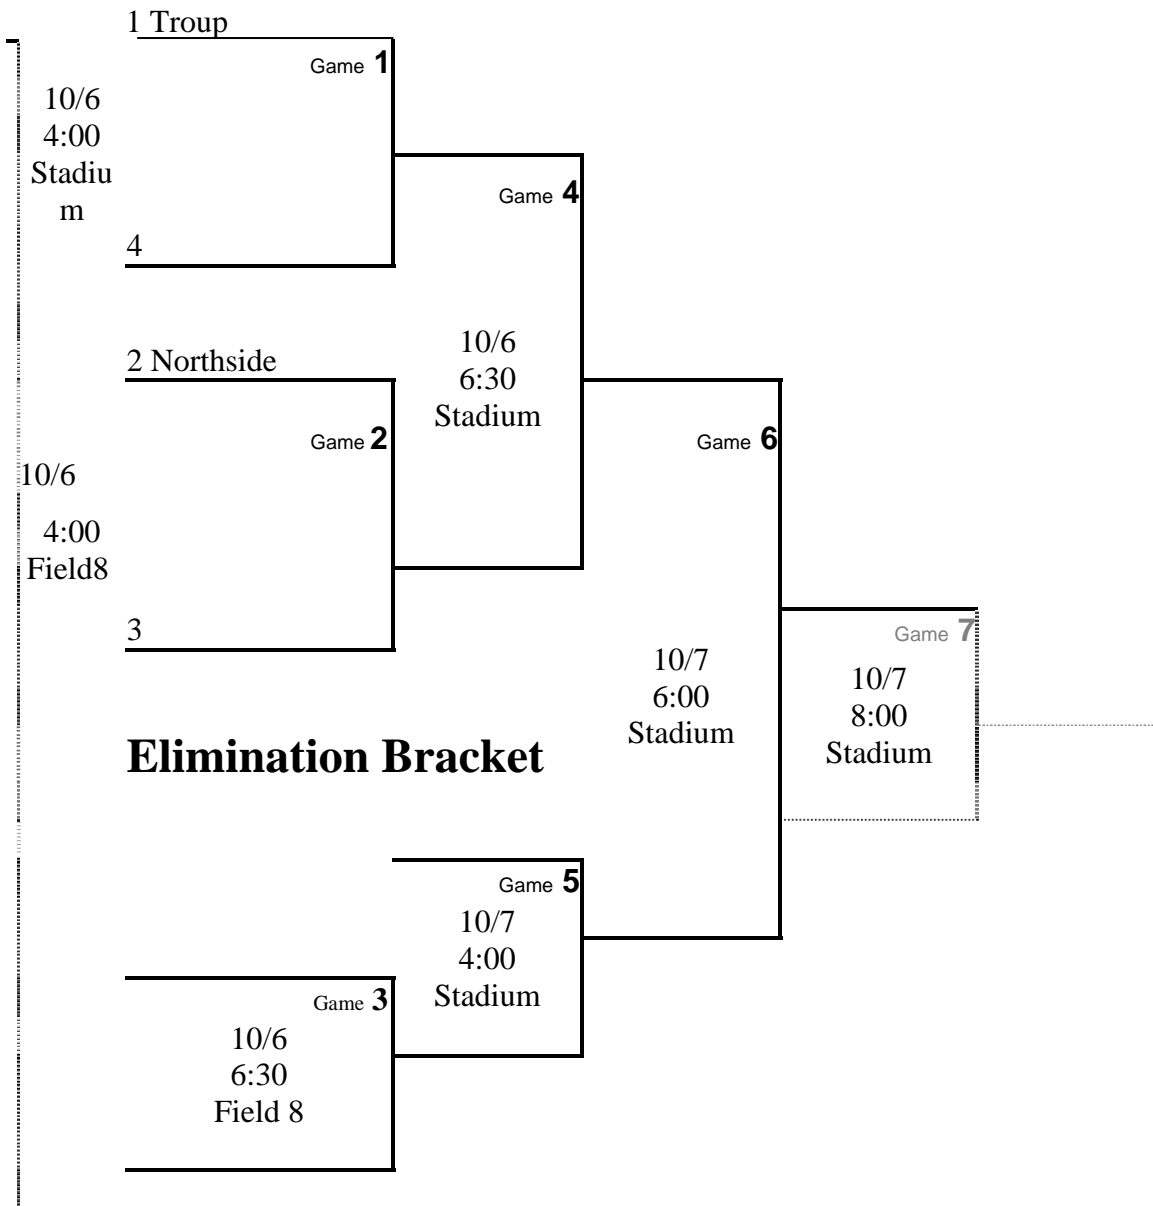 1 Troup
Game 1
10/6
4:00
Stadiu
m
4
Game 4
2 Northside
10/6
6:30
Stadium
Game 2
Game 6
10/6
4:00
Field8
3
Game 7
10/7
6:00
Stadium
10/7
8:00
Stadium
Elimination Bracket
Game 5
10/7
4:00
Stadium
Game 3
10/6
6:30
Field 8